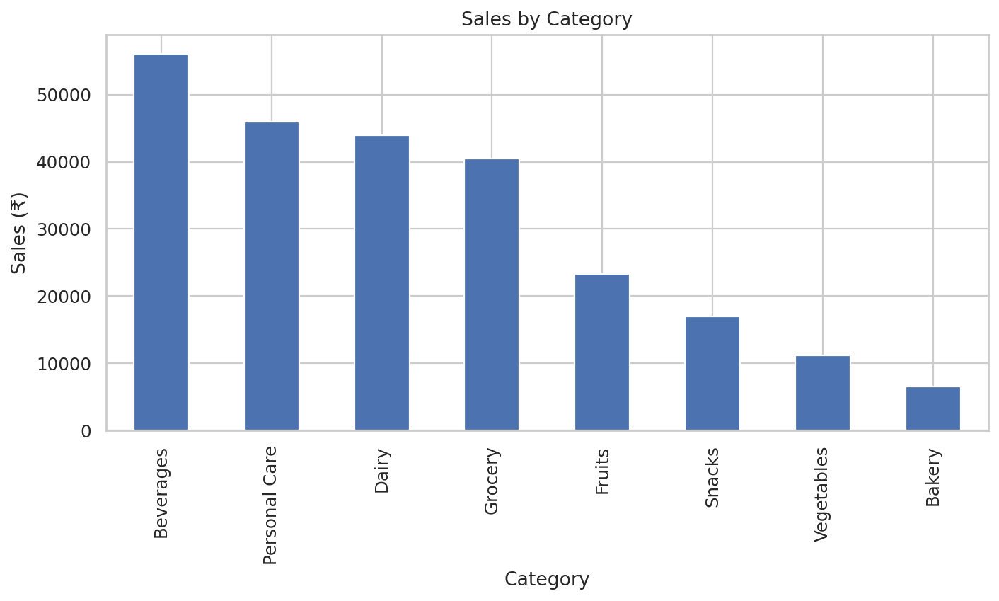 Sales by Category
Sales (₹)
50000
40000
30000
20000
10000
0
Beverages
Personal Care
Dairy
Grocery
Fruits
Snacks
Vegetables
Bakery
Category